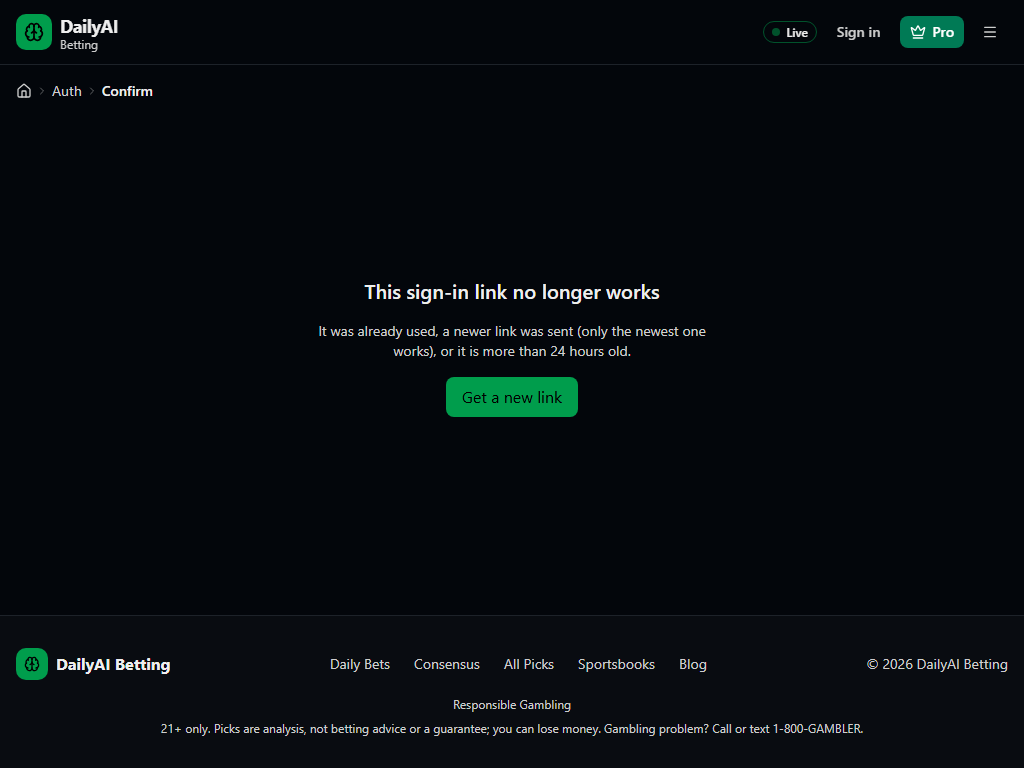 DailyAI
Betting
Live
Sign in
Pro
Auth
Confirm
This sign-in link no longer works
It was already used, a newer link was sent (only the newest one
works), or it is more than 24 hours old.
Get a new link
DailyAI Betting
Daily Bets
Consensus
All Picks
Sportsbooks
Blog
© 2026 DailyAI Betting
Responsible Gambling
21+ only. Picks are analysis, not betting advice or a guarantee; you can lose money. Gambling problem? Call or text 1-800-GAMBLER.